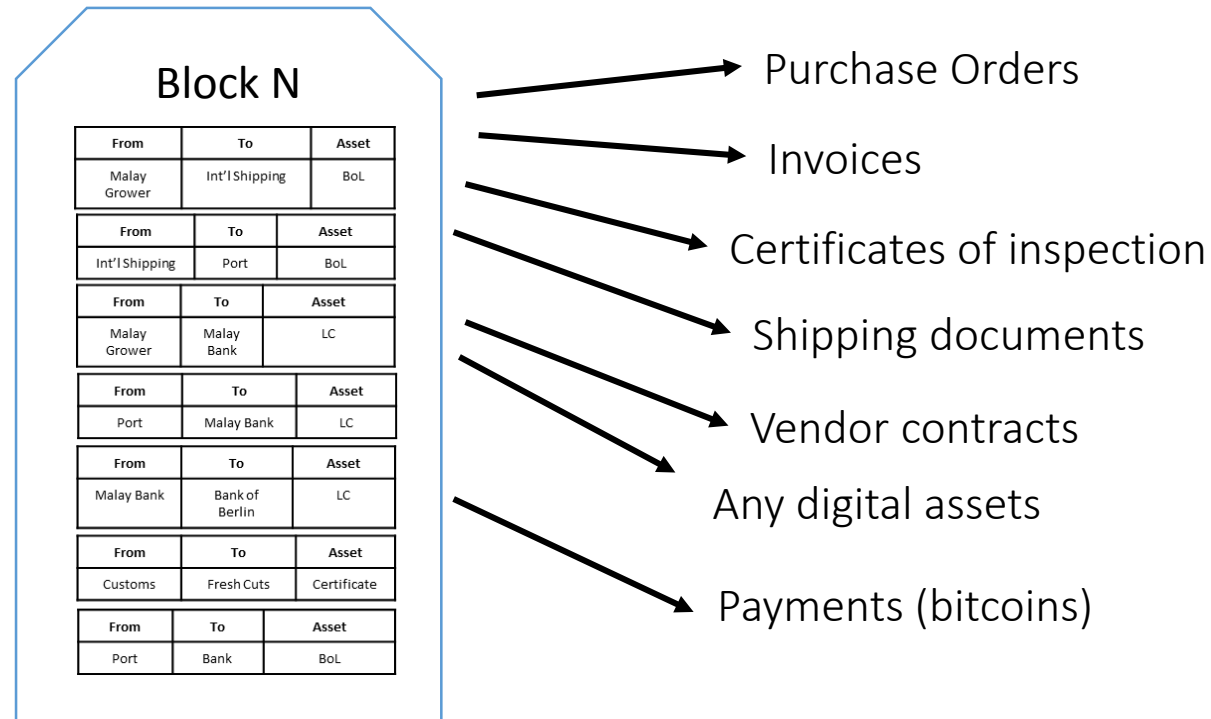 Block N
From To Asset
Malay Int'l Shipping BoL
Grower
From To Asset
Int'l Shipping Port BoL
From To Asset
Malay Malay LC
Grower Bank
From To Asset
Port Malay Bank LC
From To Asset
Malay Bank Bank of LC
Berlin
From To Asset
Customs Fresh Cuts Certificate
From To Asset
Port Bank BoL
Purchase Orders
Invoices
Certificates of inspection
Shipping documents
Vendor contracts
Any digital assets
Payments (bitcoins)